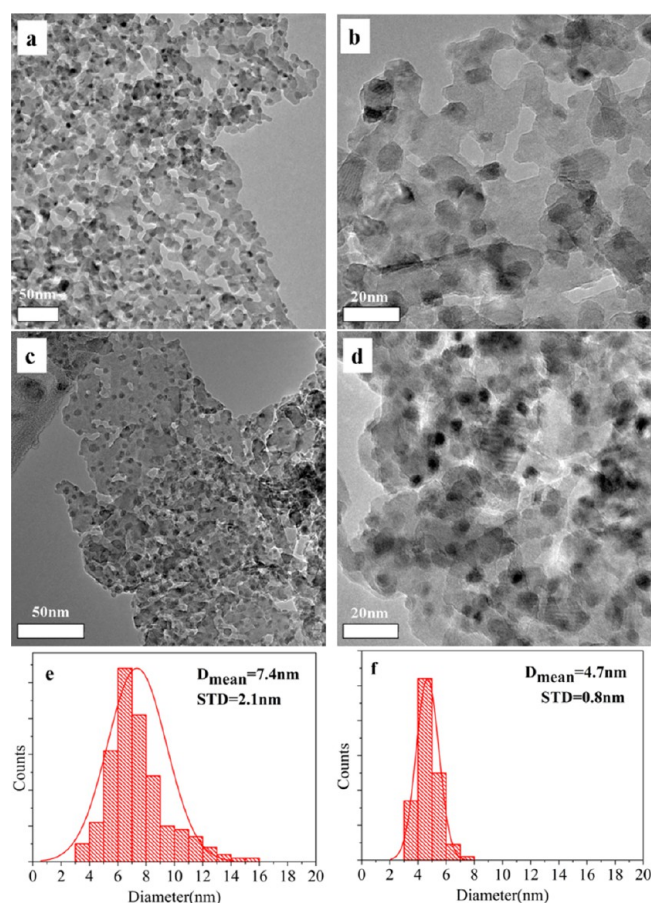 a
b
50nm
20nm
c
d
50nm
20nm
e
D_mean=7.4nm
STD=2.1nm
Counts
0 2 4 6 8 10 12 14 16 18 20
Diameter(nm)
f
D_mean=4.7nm
STD=0.8nm
Counts
0 2 4 6 8 10 12 14 16 18 20
Diameter(nm)